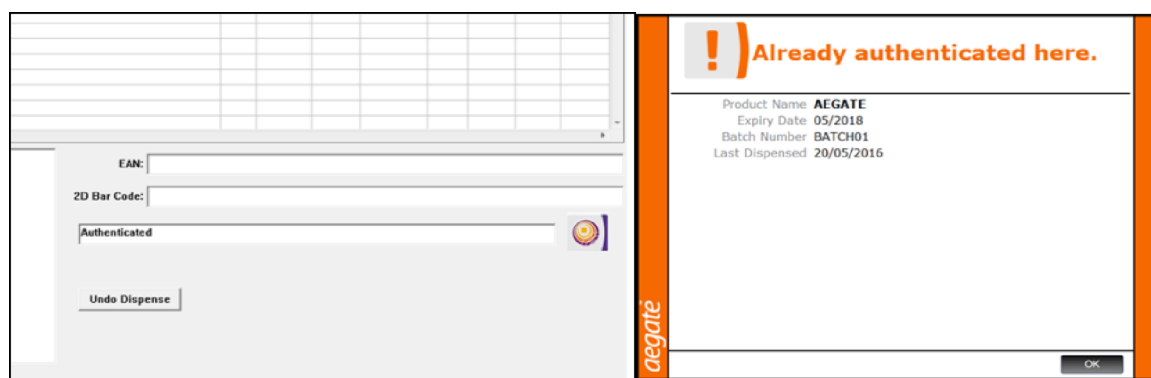 EAN:
2D Bar Code:
Authenticated
Undo Dispense
!
Already authenticated here.
Product Name AEGATE
Expiry Date 05/2018
Batch Number BATCH01
Last Dispensed 20/05/2016
aegate
OK